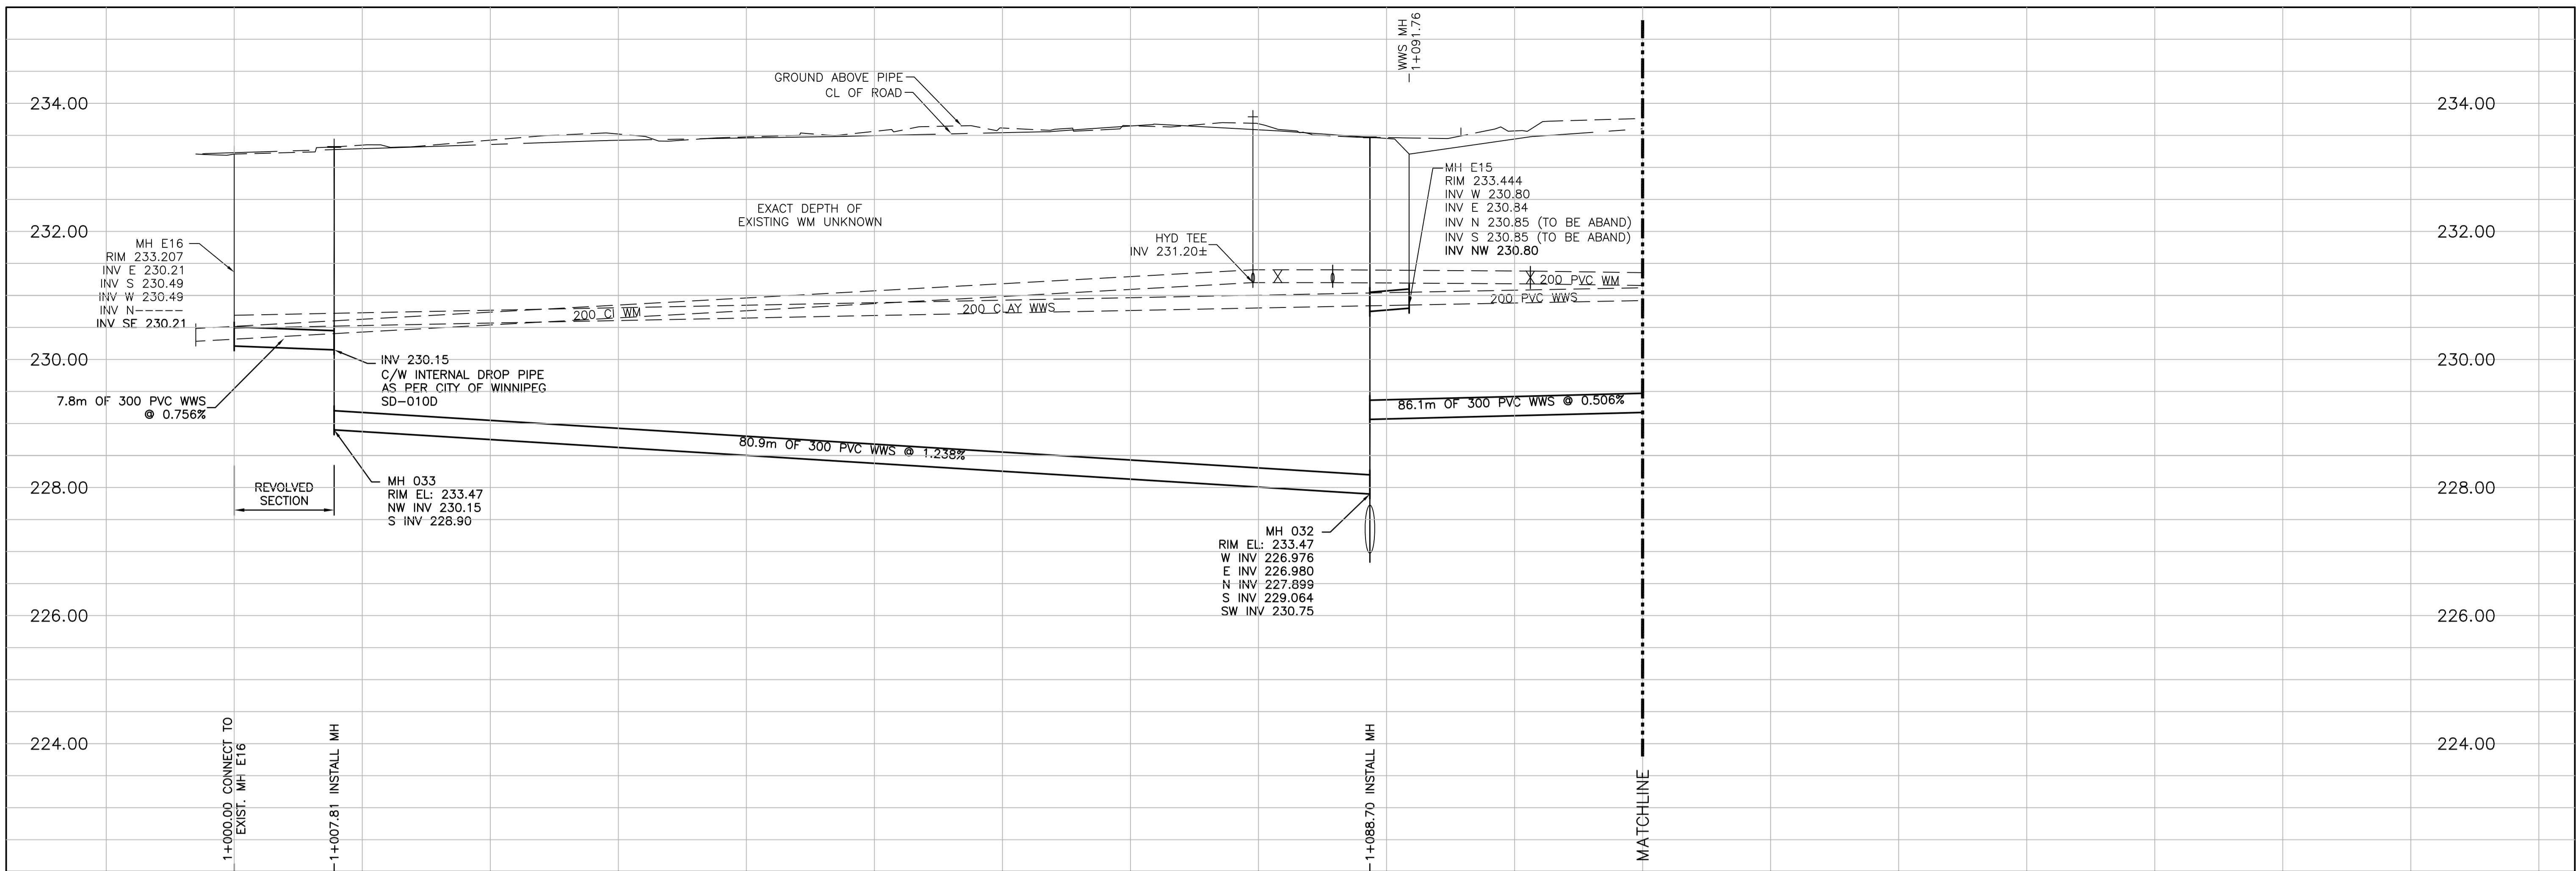 WWS MH
1+091.76
GROUND ABOVE PIPE
CL OF ROAD
234.00
234.00
MH E15
RIM 233.444
INV W 230.80
INV E 230.84
INV N 230.85 (TO BE ABAND)
INV S 230.85 (TO BE ABAND)
INV NW 230.80
EXACT DEPTH OF
EXISTING WM UNKNOWN
232.00
232.00
HYD TEE
INV 231.20±
MH E16
RIM 233.207
INV E 230.21
INV S 230.49
INV W 230.49
INV N-----
INV SE 230.21
200 PVC WM
200 PVC WWS
200 CI WM
200 CLAY WWS
230.00
230.00
INV 230.15
C/W INTERNAL DROP PIPE
AS PER CITY OF WINNIPEG
SD-010D
7.8m OF 300 PVC WWS
@ 0.756%
86.1m OF 300 PVC WWS @ 0.506%
80.9m OF 300 PVC WWS @ 1.238%
228.00
228.00
REVOLVED
SECTION
MH 033
RIM EL: 233.47
NW INV 230.15
S INV 228.90
MH 032
RIM EL: 233.47
W INV 226.976
E INV 226.980
N INV 227.899
S INV 229.064
SW INV 230.75
226.00
226.00
224.00
224.00
1+000.00 CONNECT TO
EXIST. MH E16
1+007.81 INSTALL MH
1+088.70 INSTALL MH
MATCHLINE